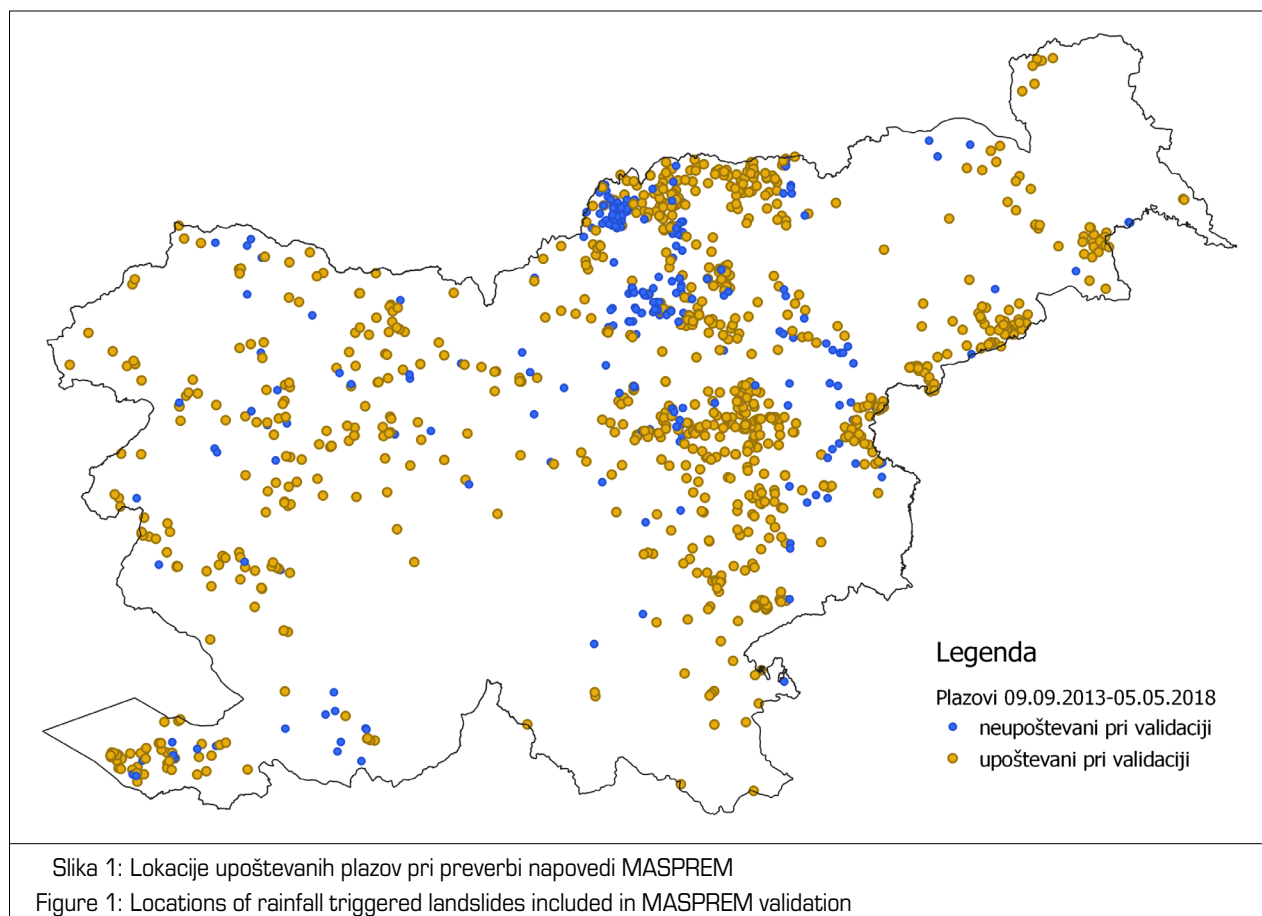 Legenda
Plazovi 09.09.2013-05.05.2018
neupoštevani pri validaciji
upoštevani pri validaciji
Slika 1: Lokacije upoštevanih plazov pri preverbi napovedi MASPREM
Figure 1: Locations of rainfall triggered landslides included in MASPREM validation